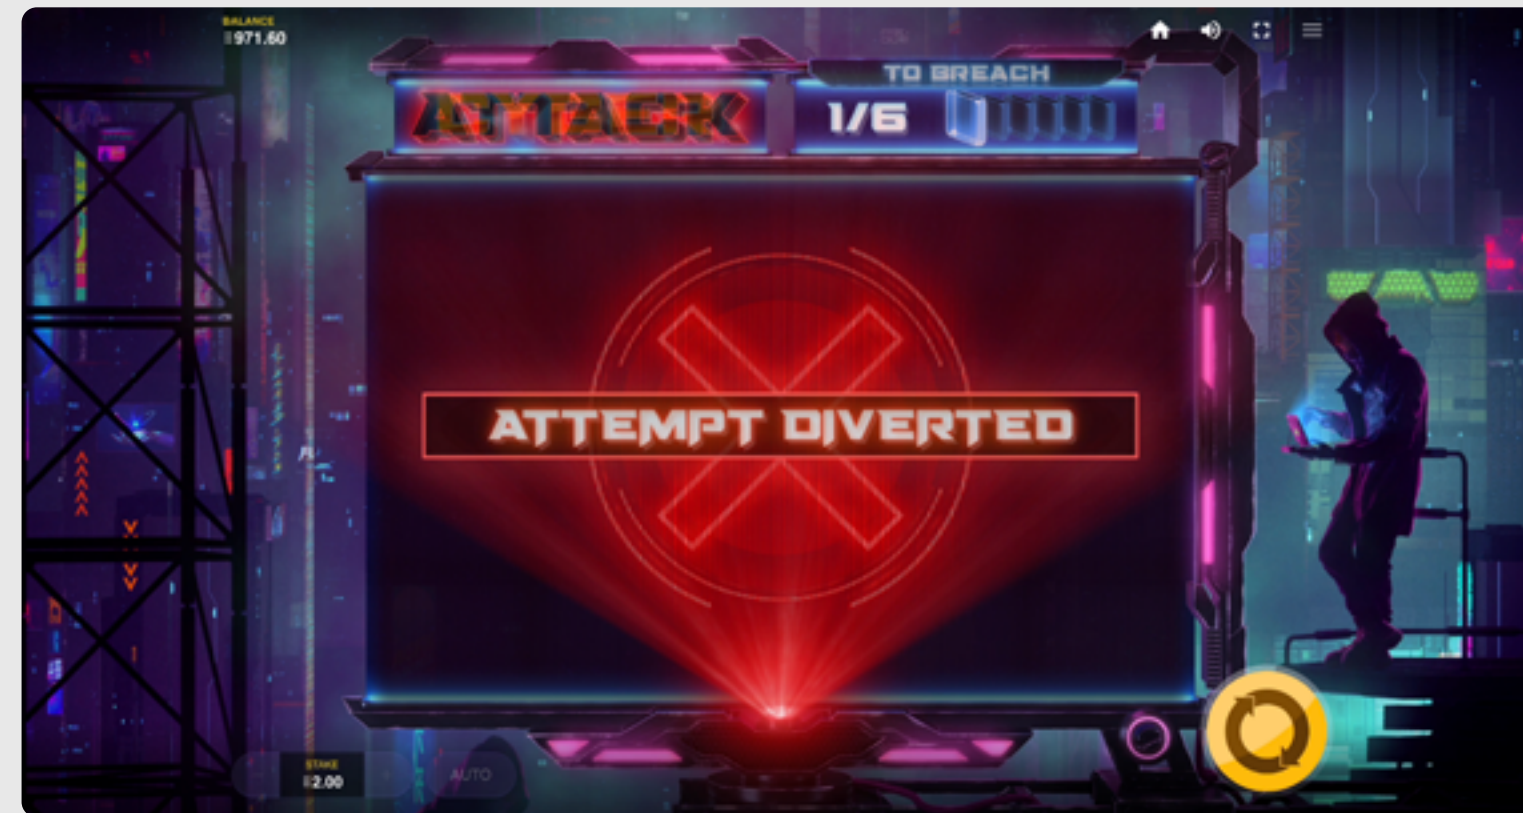 BALANCE
971.60
TO BREACH
ATTACK
1/6
ATTEMPT DIVERTED
STAKE
2.00
AUTO